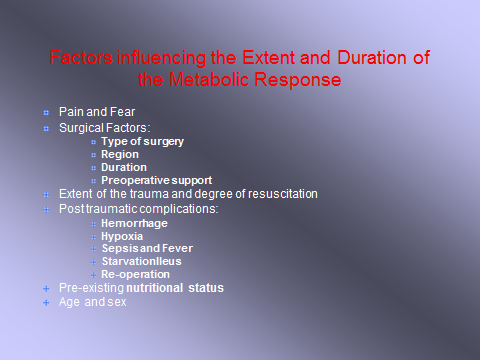 Factors influencing the Extent and Duration of
the Metabolic Response
Pain and Fear
Surgical Factors:
Type of surgery
Region
Duration
Preoperative support
Extent of the trauma and degree of resuscitation
Post traumatic complications:
Hemorrhage
Hypoxia
Sepsis and Fever
StarvationIleus
Re-operation
Pre-existing nutritional status
Age and sex